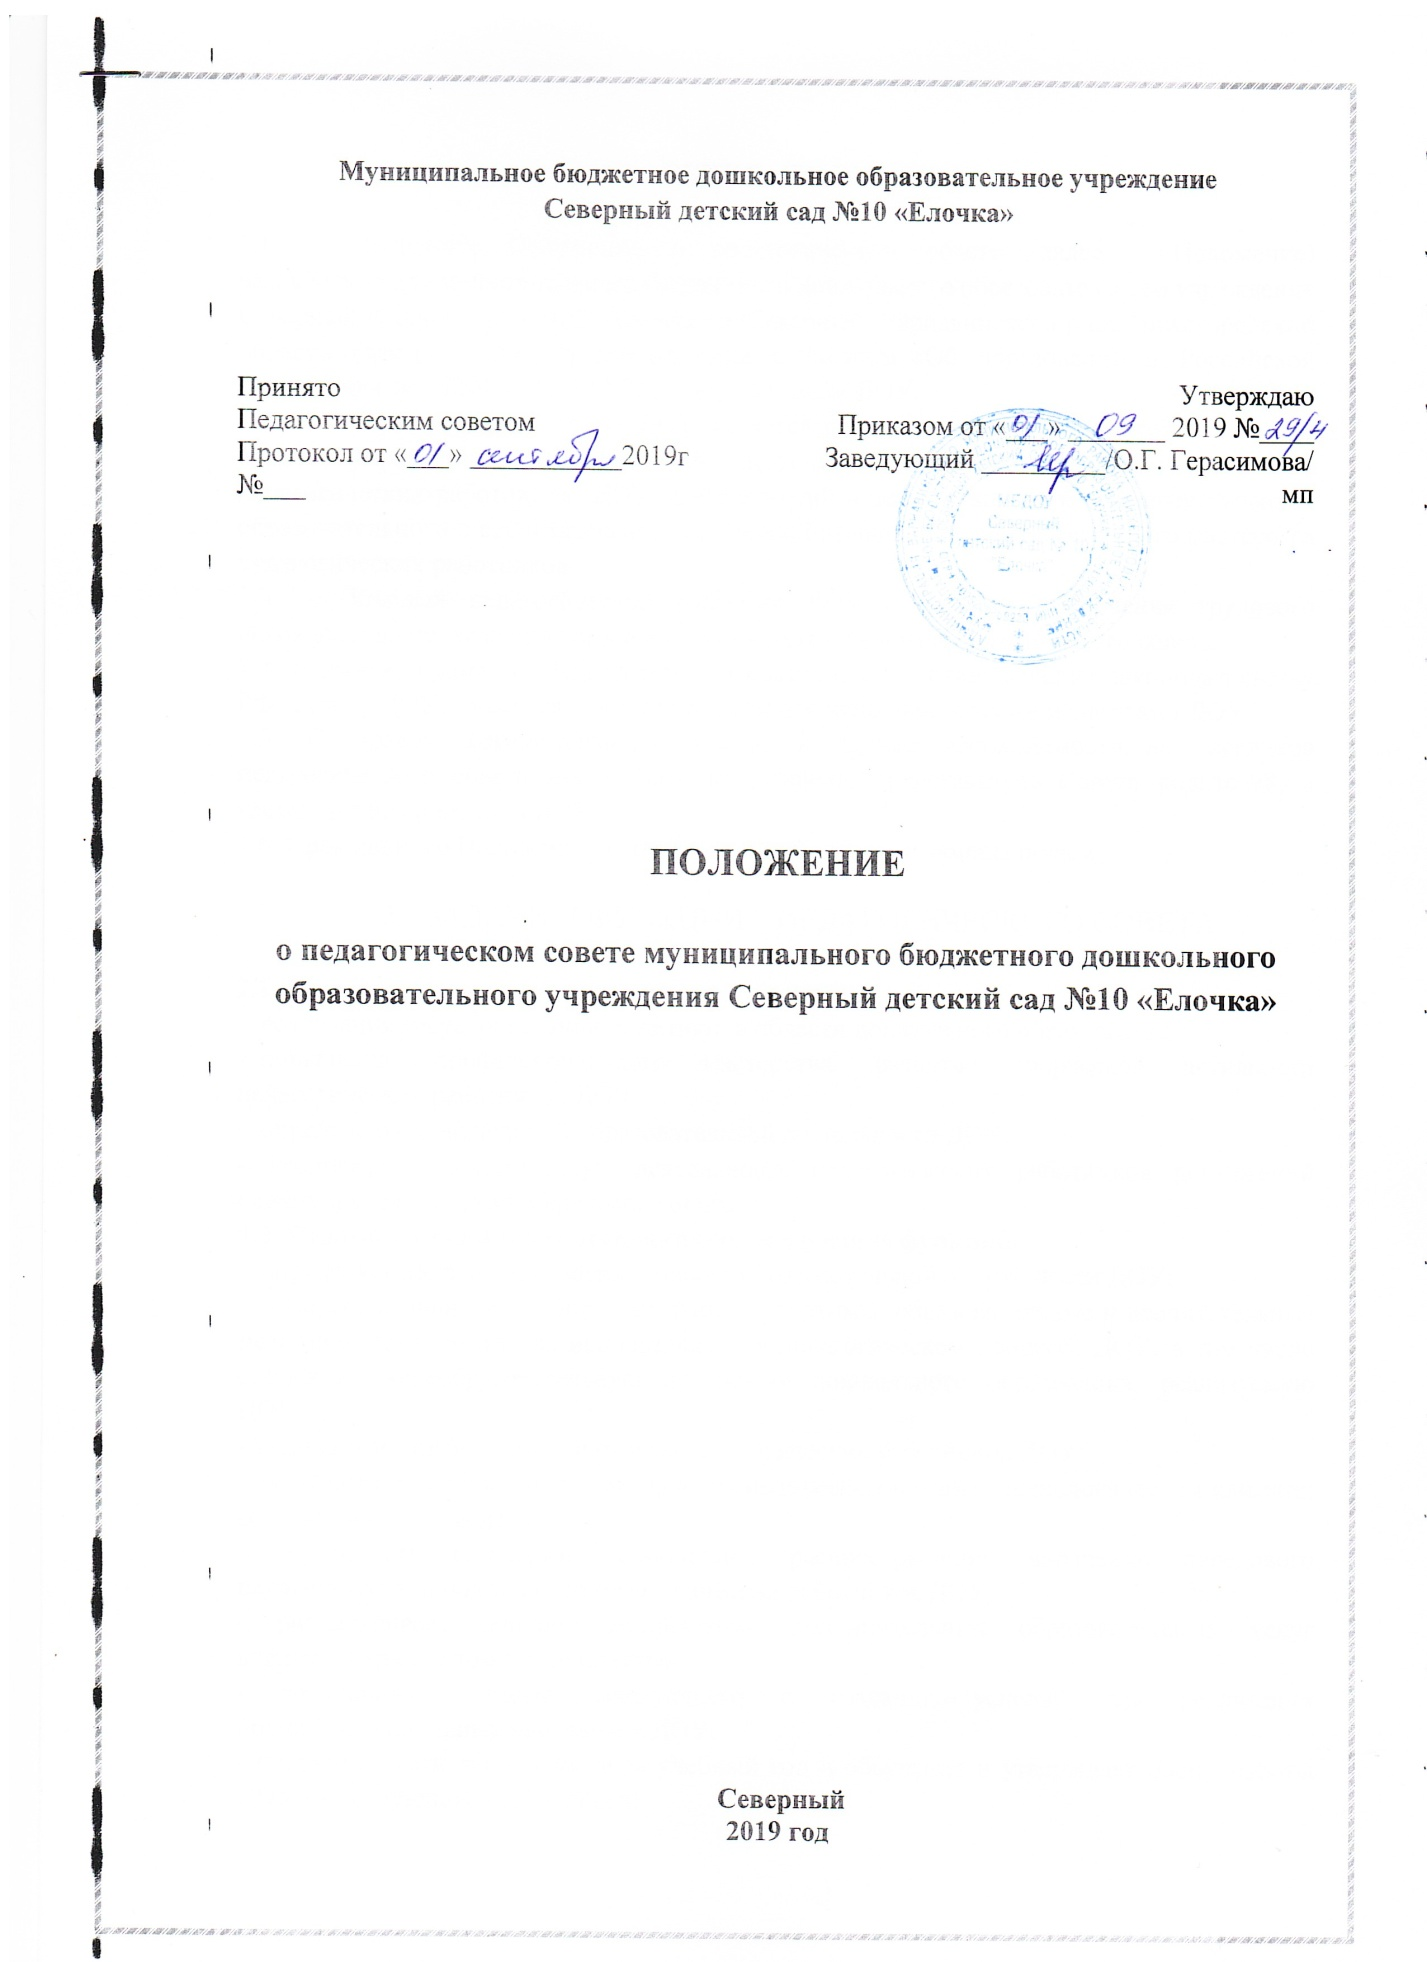 Муниципальное бюджетное дошкольное образовательное учреждение
Северный детский сад №10 «Елочка»
Принято
Педагогическим советом
Протокол от «01» сентября 2019г
№___
Утверждаю
Приказом от «01» 09 2019 №29/4
Заведующий _________/О.Г. Герасимова/
мп
ПОЛОЖЕНИЕ
о педагогическом совете муниципального бюджетного дошкольного
образовательного учреждения Северный детский сад №10 «Елочка»
Северный
2019 год